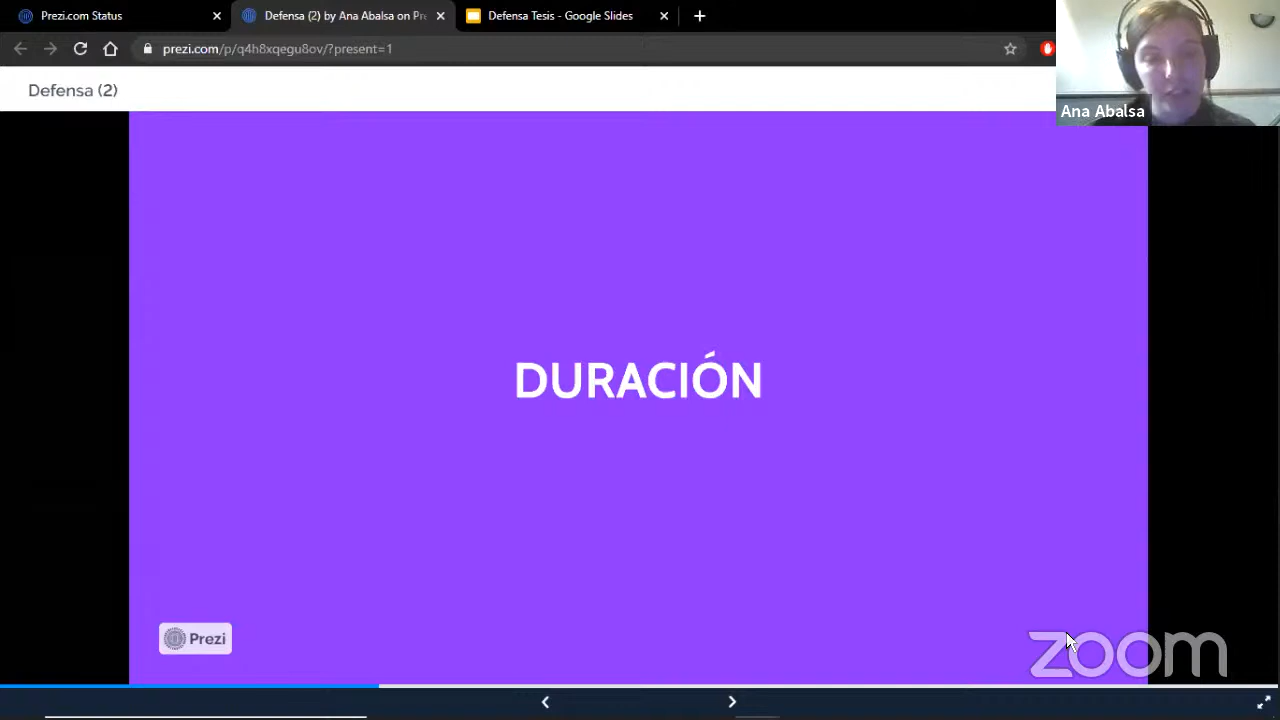 Prezi.com Status
Defensa (2) by Ana Abalsa on Pre
Defensa Tesis - Google Slides
prezi.com/p/q4h8xqegu8ov/?present=1
Defensa (2)
Ana Abalsa
DURACIÓN
Prezi
zoom